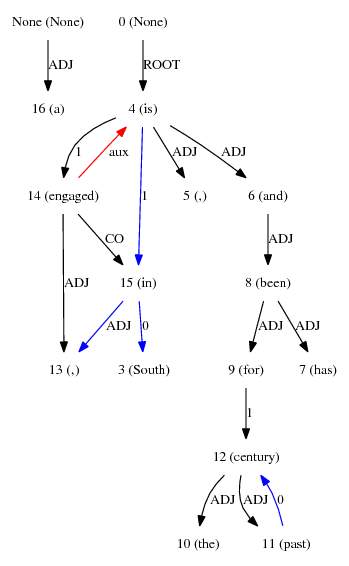 None (None) 0 (None)
ADJ ROOT
16 (a) 4 (is)
1 aux 1 ADJ ADJ
14 (engaged) 5 (,) 6 (and)
CO ADJ
ADJ 15 (in) 8 (been)
ADJ 0 ADJ ADJ
13 (,) 3 (South) 9 (for) 7 (has)
1
12 (century)
ADJ ADJ 0
10 (the) 11 (past)